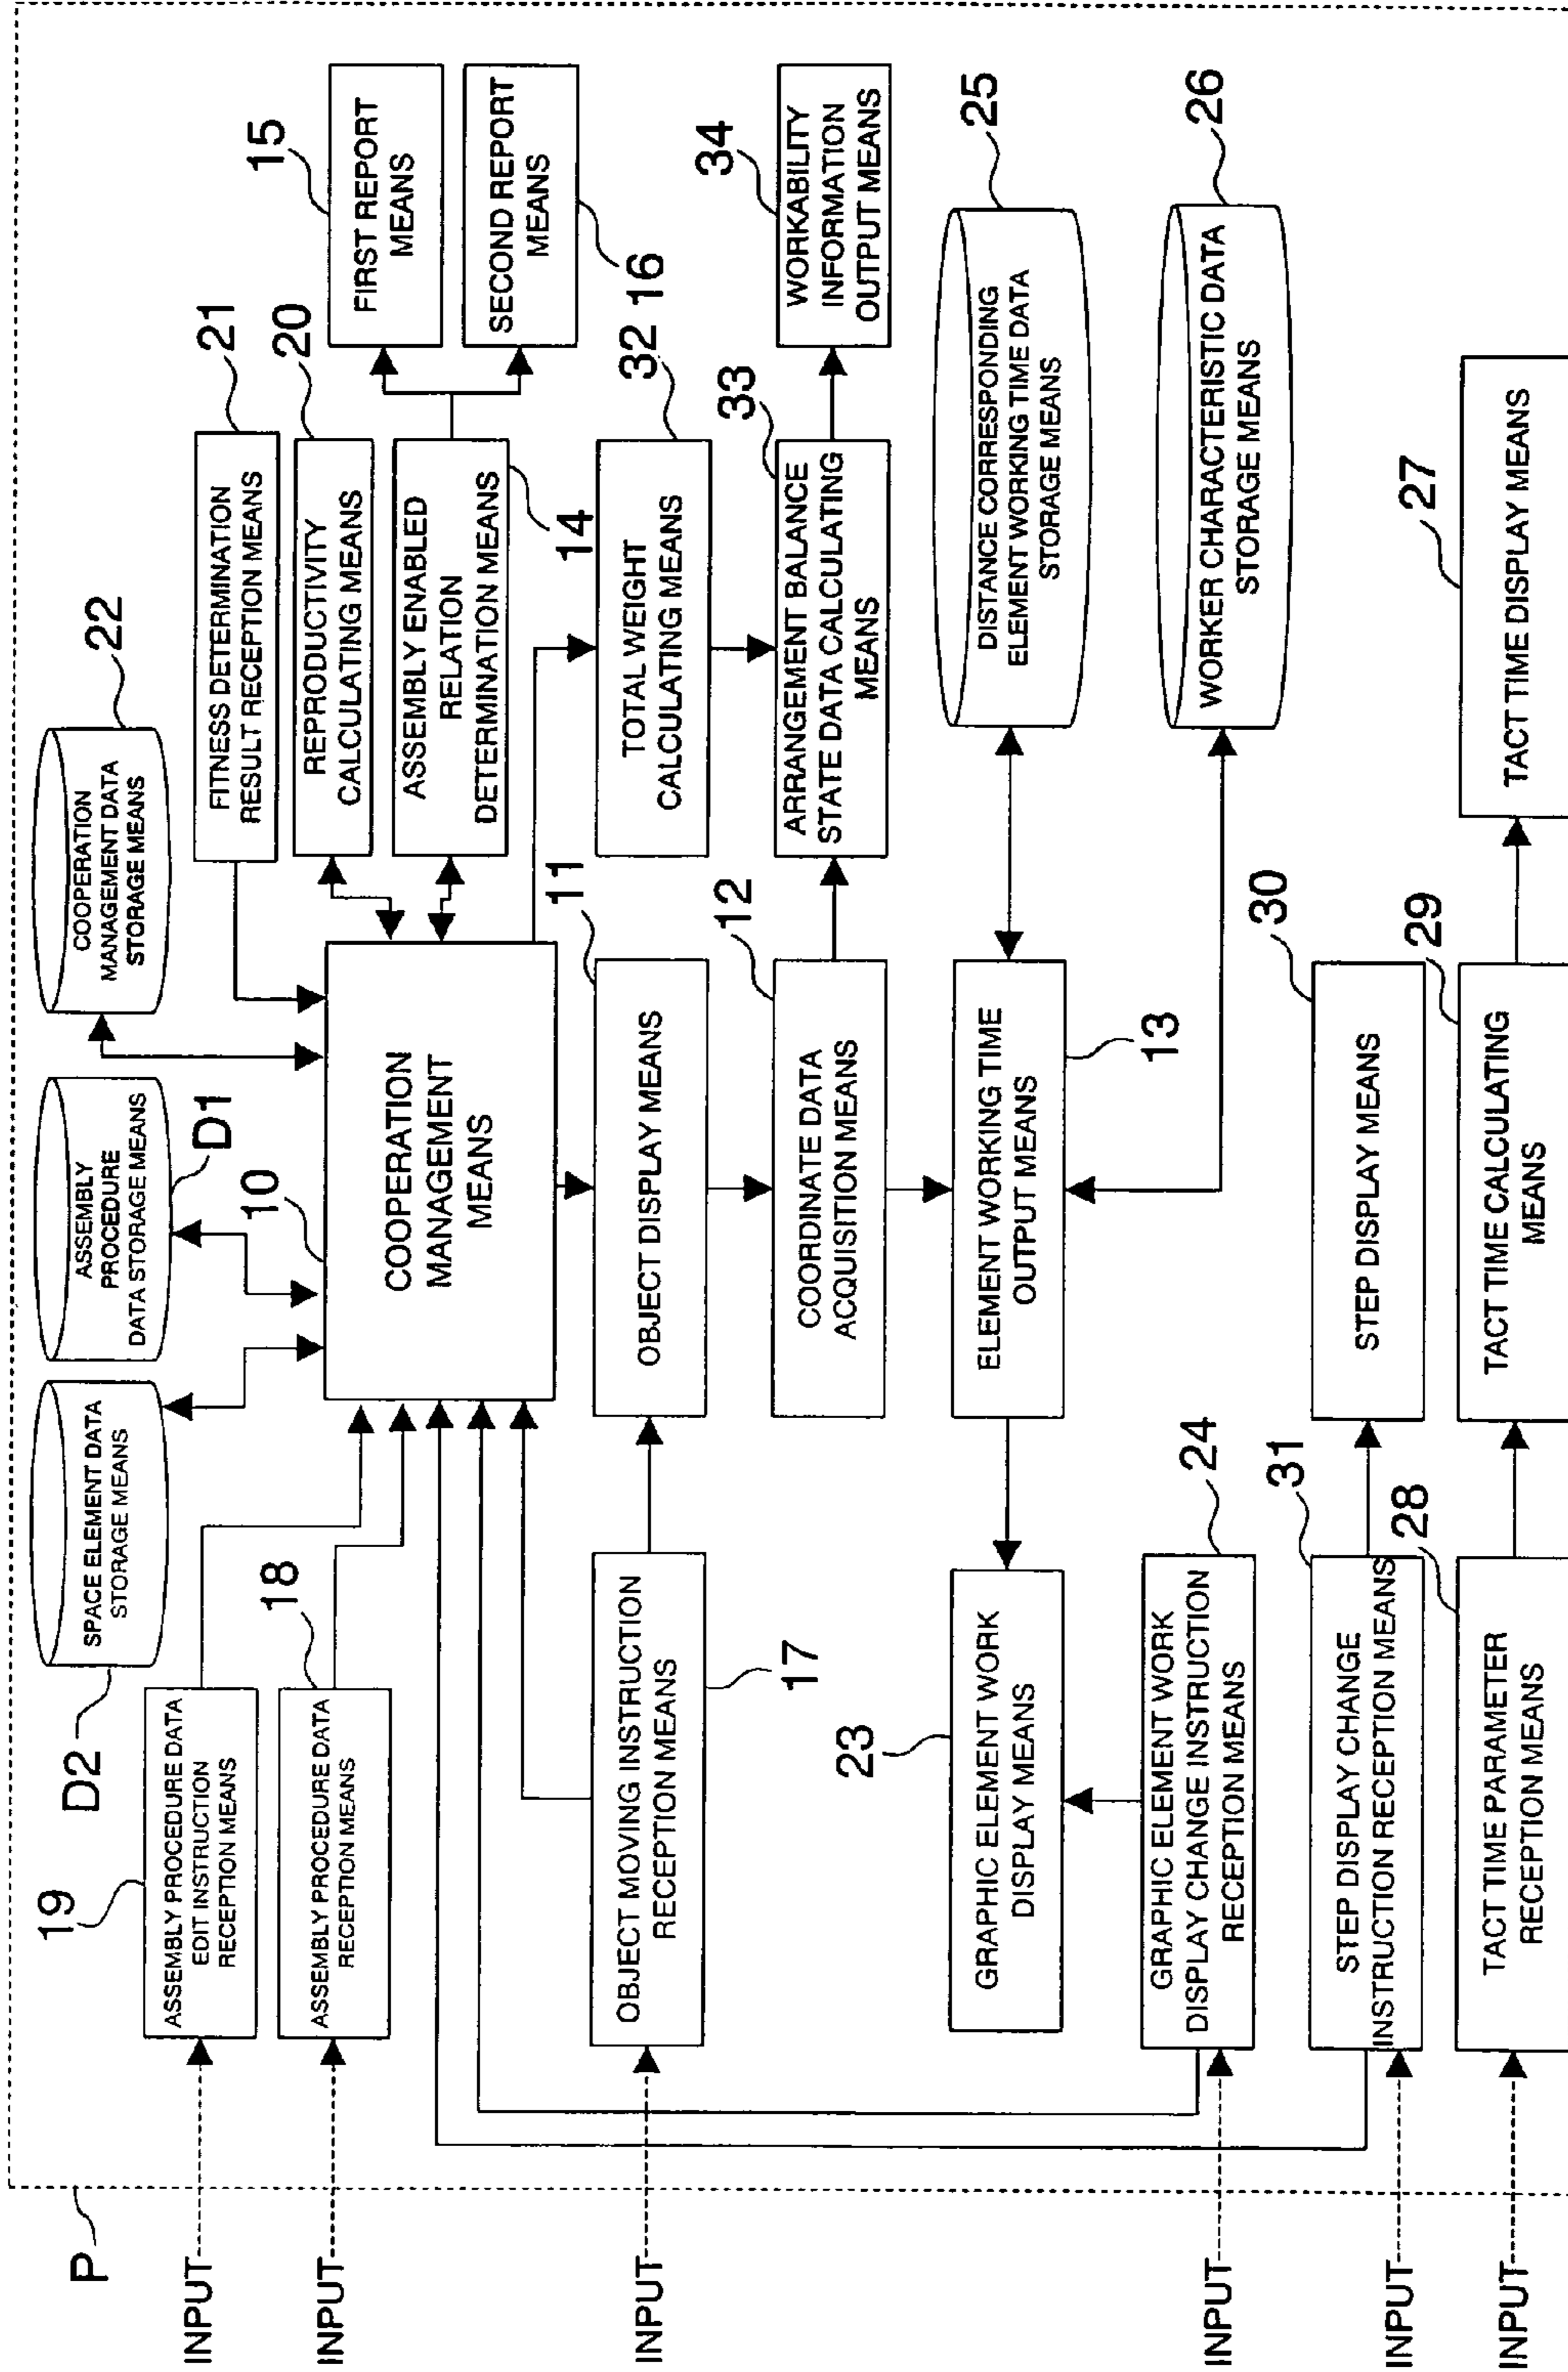 P
INPUT
INPUT
INPUT
INPUT
INPUT
INPUT
19
ASSEMBLY PROCEDURE DATA
EDIT INSTRUCTION
RECEPTION MEANS
18
ASSEMBLY PROCEDURE DATA
RECEPTION MEANS
17
OBJECT MOVING INSTRUCTION
RECEPTION MEANS
23
GRAPHIC ELEMENT WORK
DISPLAY MEANS
24
GRAPHIC ELEMENT WORK
DISPLAY CHANGE INSTRUCTION
RECEPTION MEANS
31
STEP DISPLAY CHANGE
INSTRUCTION RECEPTION MEANS
28
TACT TIME PARAMETER
RECEPTION MEANS
D2
SPACE ELEMENT DATA
STORAGE MEANS
D1
ASSEMBLY
PROCEDURE
DATA STORAGE MEANS
22
COOPERATION
MANAGEMENT DATA
STORAGE MEANS
10
COOPERATION
MANAGEMENT
MEANS
11
OBJECT DISPLAY MEANS
12
COORDINATE DATA
ACQUISITION MEANS
13
ELEMENT WORKING TIME
OUTPUT MEANS
30
STEP DISPLAY MEANS
29
TACT TIME CALCULATING
MEANS
21
FITNESS DETERMINATION
RESULT RECEPTION MEANS
20
REPRODUCTIVITY
CALCULATING MEANS
14
ASSEMBLY ENABLED
RELATION
DETERMINATION MEANS
32
TOTAL WEIGHT
CALCULATING MEANS
33
ARRANGEMENT BALANCE
STATE DATA CALCULATING
MEANS
15
FIRST REPORT
MEANS
16
SECOND REPORT
MEANS
34
WORKABILITY
INFORMATION
OUTPUT MEANS
25
DISTANCE CORRESPONDING
ELEMENT WORKING TIME DATA
STORAGE MEANS
26
WORKER CHARACTERISTIC DATA
STORAGE MEANS
27
TACT TIME DISPLAY MEANS